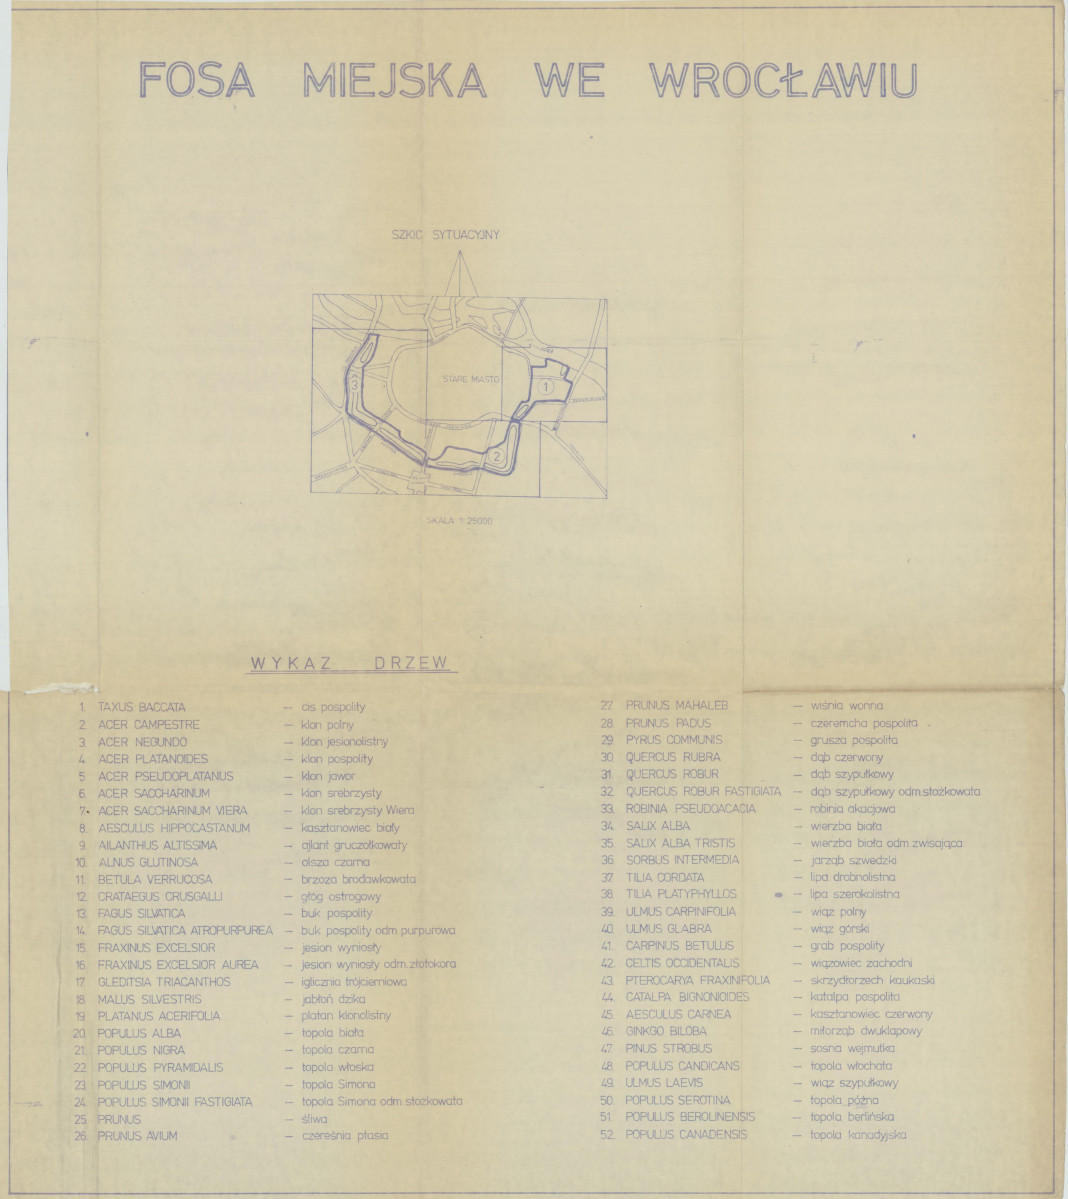 FOSA MIEJSKA WE WROCŁAWIU
SZKIC SYTUACYJNY
STARE MIASTO
1
2
3
SKALA 1:25000
WYKAZ DRZEW
1. TAXUS BACCATA — cis pospolity
2. ACER CAMPESTRE — klon polny
3. ACER NEGUNDO — klon jesionolistny
4. ACER PLATANOIDES — klon pospolity
5. ACER PSEUDOPLATANUS — klon jawor
6. ACER SACCHARINUM — klon srebrzysty
7. ACER SACCHARINUM VIERA — klon srebrzysty Wiera
8. AESCULUS HIPPOCASTANUM — kasztanowiec biały
9. AILANTHUS ALTISSIMA — ajlant gruczołkowaty
10. ALNUS GLUTINOSA — olsza czarna
11. BETULA VERRUCOSA — brzoza brodawkowata
12. CRATAEGUS CRUSGALLI — głóg ostrogowy
13. FAGUS SILVATICA — buk pospolity
14. FAGUS SILVATICA ATROPURPUREA — buk pospolity odm. purpurowa
15. FRAXINUS EXCELSIOR — jesion wyniosły
16. FRAXINUS EXCELSIOR AUREA — jesion wyniosły odm. złotokora
17. GLEDITSIA TRIACANTHOS — iglicznia trójcierniowa
18. MALUS SILVESTRIS — jabłoń dzika
19. PLATANUS ACERIFOLIA — platan klonolistny
20. POPULUS ALBA — topola biała
21. POPULUS NIGRA — topola czarna
22. POPULUS PYRAMIDALIS — topola włoska
23. POPULUS SIMONII — topola Simona
24. POPULUS SIMONII FASTIGIATA — topola Simona odm. stożkowata
25. PRUNUS — śliwa
26. PRUNUS AVIUM — czereśnia ptasia
27. PRUNUS MAHALEB — wiśnia wonna
28. PRUNUS PADUS — czeremcha pospolita
29. PYRUS COMMUNIS — grusza pospolita
30. QUERCUS RUBRA — dąb czerwony
31. QUERCUS ROBUR — dąb szypułkowy
32. QUERCUS ROBUR FASTIGIATA — dąb szypułkowy odm. stożkowata
33. ROBINIA PSEUDOACACIA — robinia akacjowa
34. SALIX ALBA — wierzba biała
35. SALIX ALBA TRISTIS — wierzba biała odm. zwisająca
36. SORBUS INTERMEDIA — jarząb szwedzki
37. TILIA CORDATA — lipa drobnolistna
38. TILIA PLATYPHYLLOS — lipa szerokolistna
39. ULMUS CARPINIFOLIA — wiąz polny
40. ULMUS GLABRA — wiąz górski
41. CARPINUS BETULUS — grab pospolity
42. CELTIS OCCIDENTALIS — wiązowiec zachodni
43. PTEROCARYA FRAXINIFOLIA — skrzydłorzech kaukaski
44. CATALPA BIGNONIOIDES — katalpa pospolita
45. AESCULUS CARNEA — kasztanowiec czerwony
46. GINKGO BILOBA — miłorząb dwuklapowy
47. PINUS STROBUS — sosna wejmutka
48. POPULUS CANDICANS — topola włochata
49. ULMUS LAEVIS — wiąz szypułkowy
50. POPULUS SEROTINA — topola późna
51. POPULUS BEROLINENSIS — topola berlińska
52. POPULUS CANADENSIS — topola kanadyjska